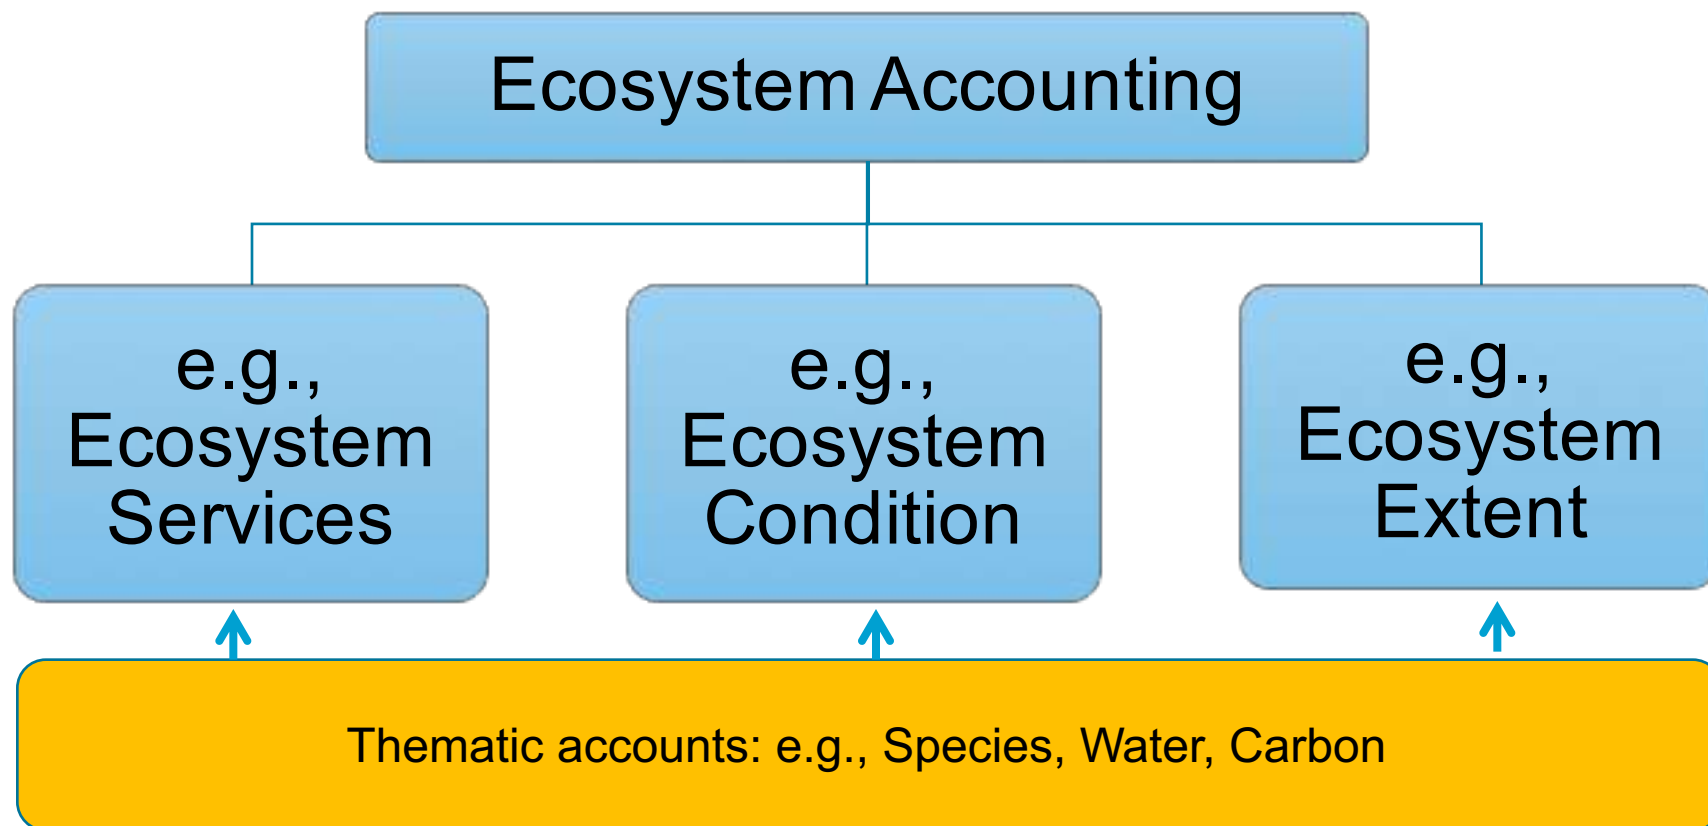 Ecosystem Accounting
e.g.,
Ecosystem
Services
e.g.,
Ecosystem
Condition
e.g.,
Ecosystem
Extent
Thematic accounts: e.g., Species, Water, Carbon